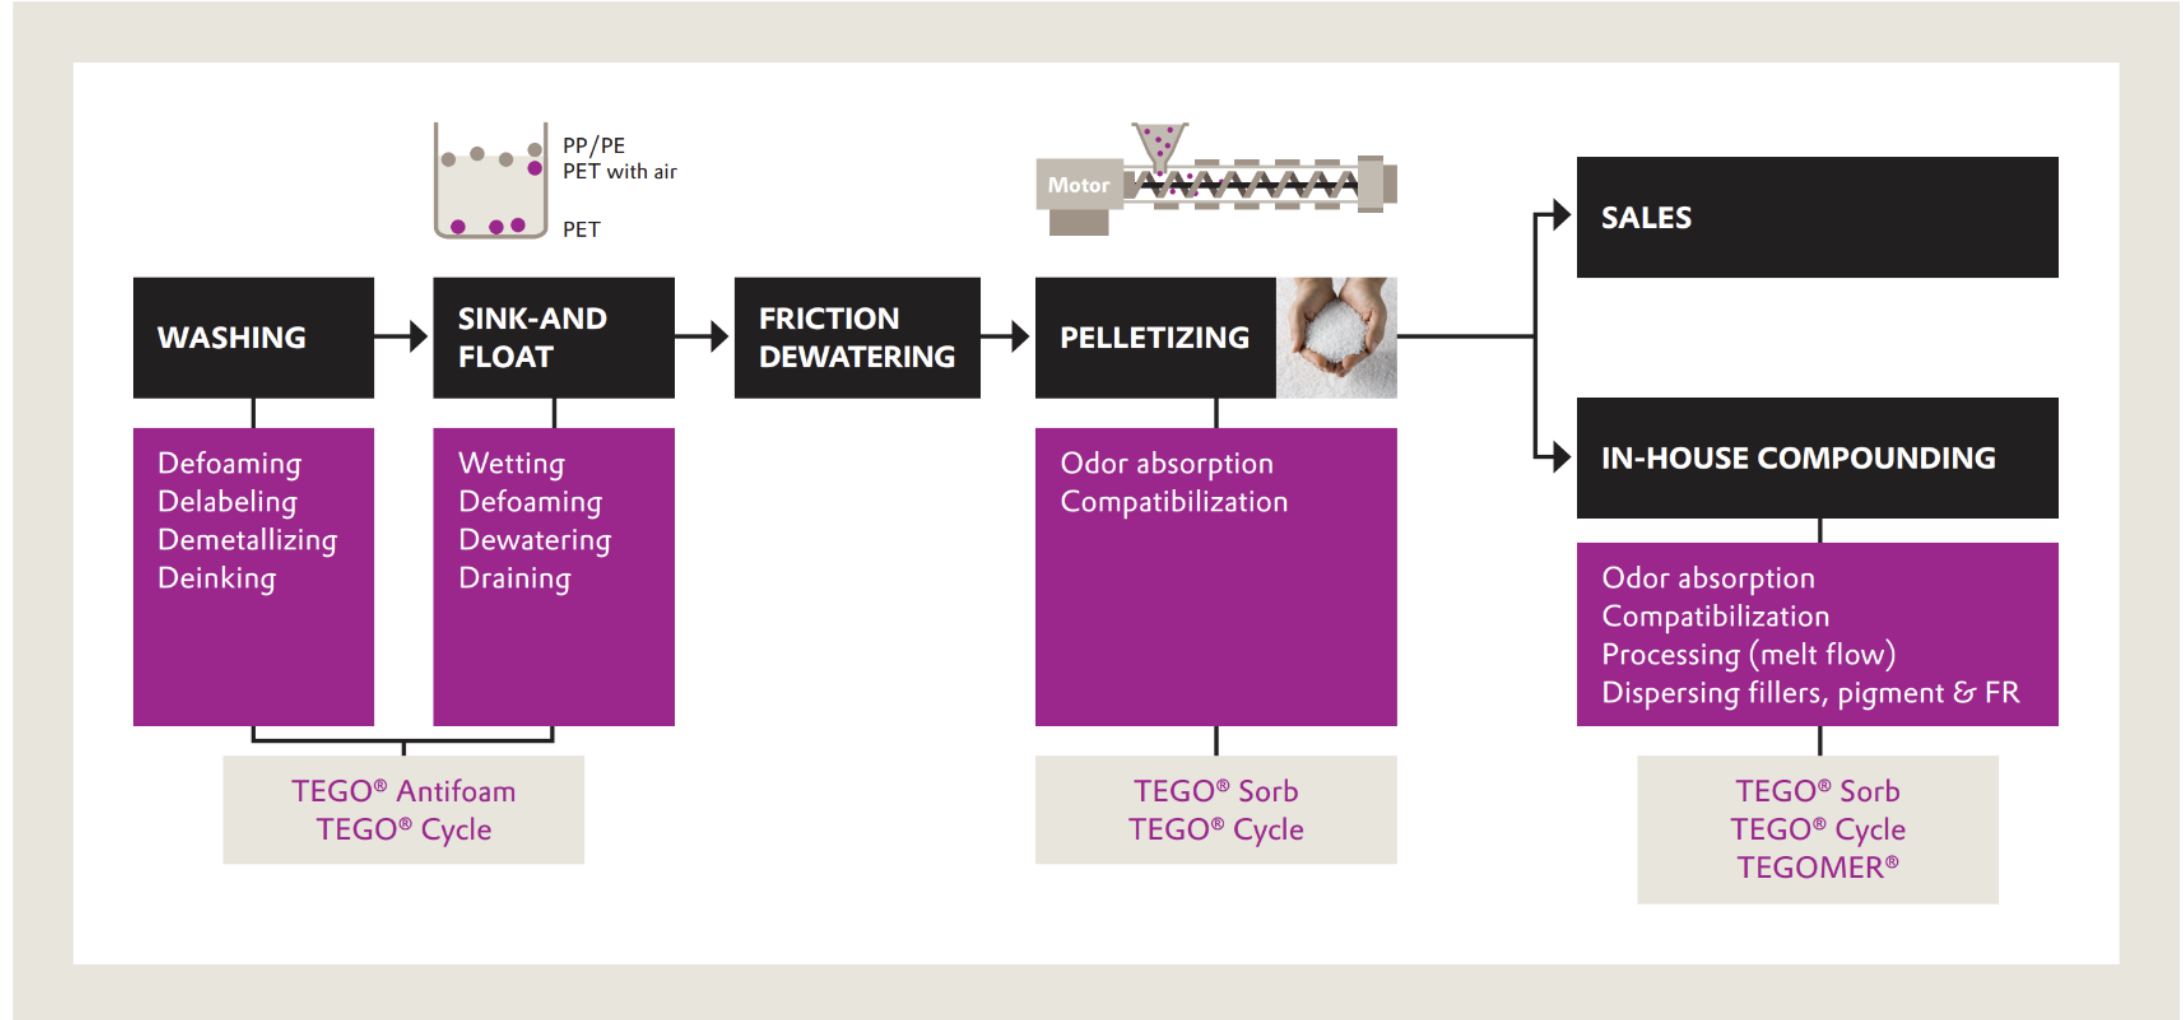 PP/PE
PET with air
PET
Motor
WASHING
SINK-AND
FLOAT
FRICTION
DEWATERING
PELLETIZING
SALES
IN-HOUSE COMPOUNDING
Defoaming
Delabeling
Demetallizing
Deinking
Wetting
Defoaming
Dewatering
Draining
Odor absorption
Compatibilization
Odor absorption
Compatibilization
Processing (melt flow)
Dispersing fillers, pigment & FR
TEGO® Antifoam
TEGO® Cycle
TEGO® Sorb
TEGO® Cycle
TEGO® Sorb
TEGO® Cycle
TEGOMER®